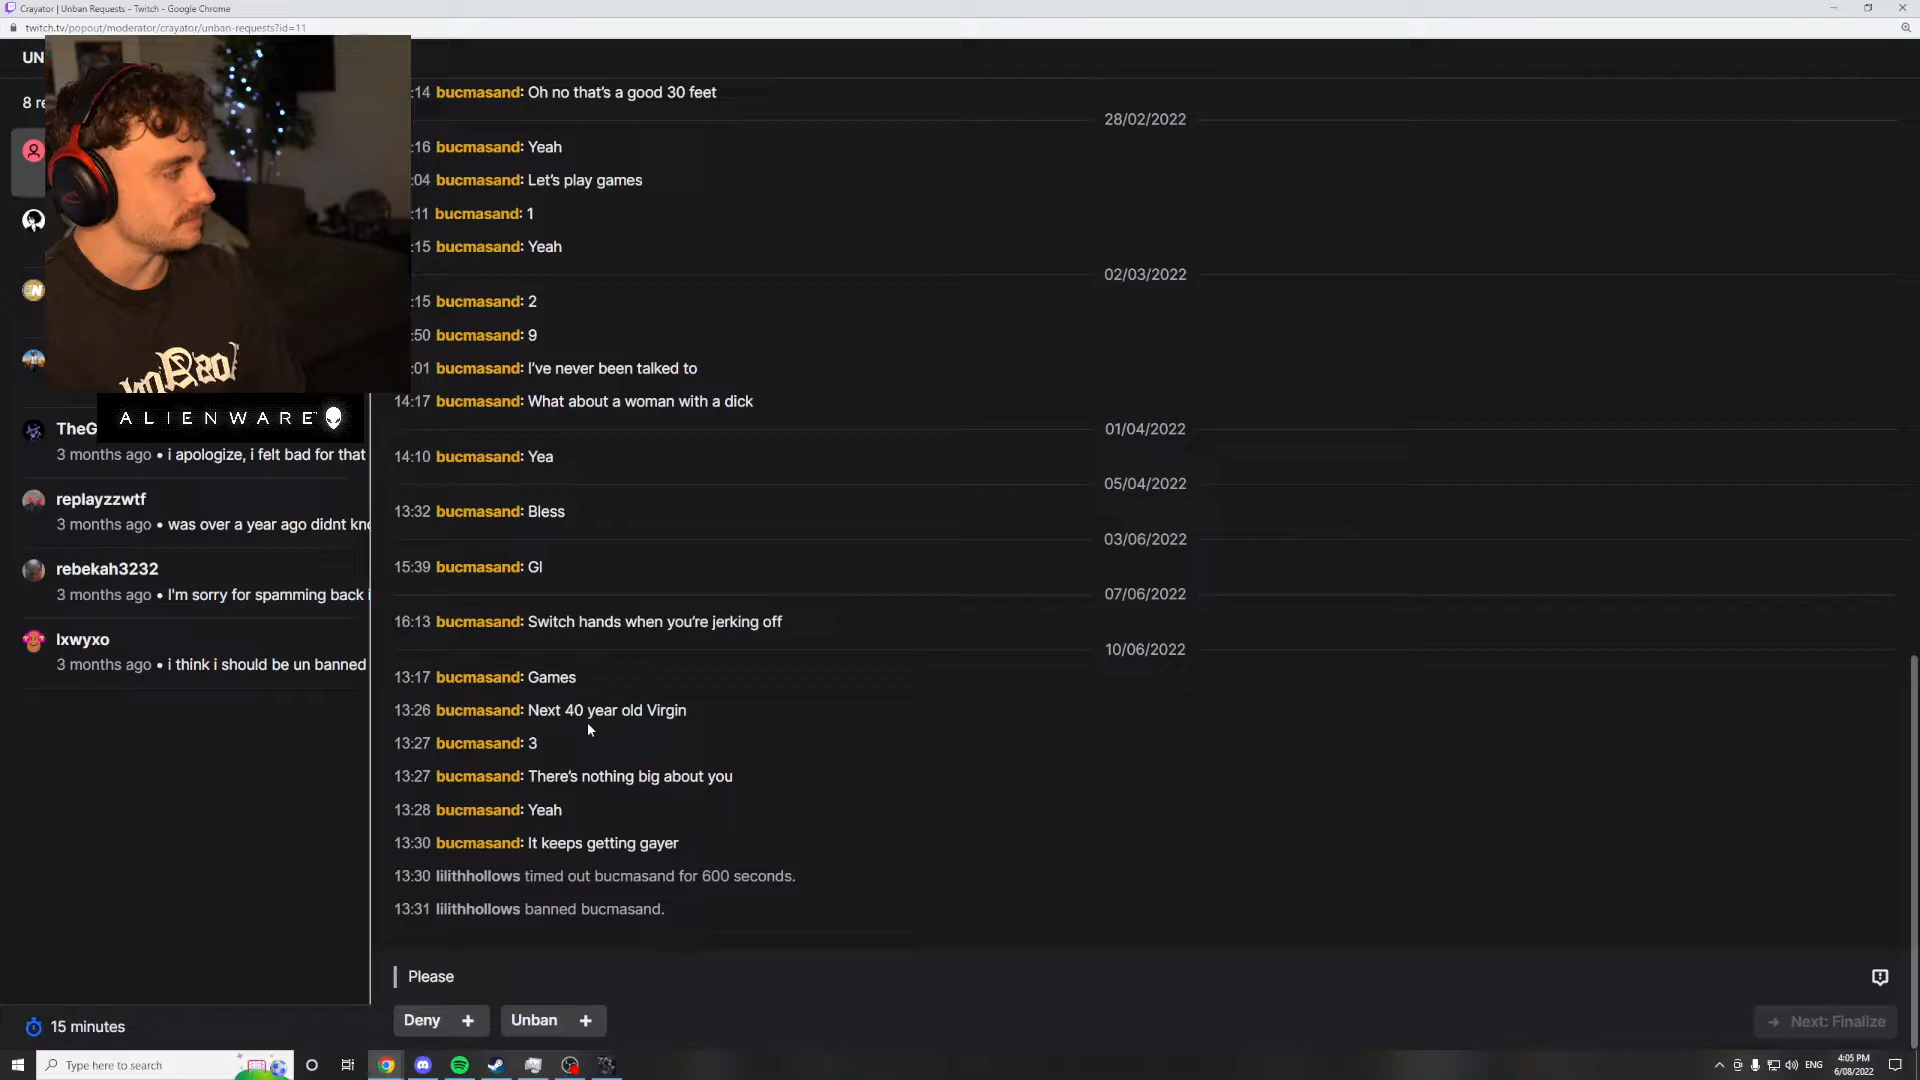 Crayator | Unban Requests - Twitch - Google Chrome
twitch.tv/popout/moderator/crayator/unban-requests?id=11
UN
8 re
:14 bucmasand: Oh no that's a good 30 feet
28/02/2022
:16 bucmasand: Yeah
:04 bucmasand: Let's play games
:11 bucmasand: 1
:15 bucmasand: Yeah
02/03/2022
:15 bucmasand: 2
:50 bucmasand: 9
:01 bucmasand: I've never been talked to
14:17 bucmasand: What about a woman with a dick
01/04/2022
14:10 bucmasand: Yea
05/04/2022
13:32 bucmasand: Bless
03/06/2022
15:39 bucmasand: Gl
07/06/2022
16:13 bucmasand: Switch hands when you're jerking off
10/06/2022
13:17 bucmasand: Games
13:26 bucmasand: Next 40 year old Virgin
13:27 bucmasand: 3
13:27 bucmasand: There's nothing big about you
13:28 bucmasand: Yeah
13:30 bucmasand: It keeps getting gayer
13:30 lilithhollows timed out bucmasand for 600 seconds.
13:31 lilithhollows banned bucmasand.
Please
Deny +
Unban +
Next: Finalize
ALIENWARE
TheG
3 months ago • i apologize, i felt bad for that
replayzzwtf
3 months ago • was over a year ago didnt kn
rebekah3232
3 months ago • I'm sorry for spamming back i
lxwyxo
3 months ago • i think i should be un banned
15 minutes
Type here to search
ENG
4:05 PM
6/08/2022